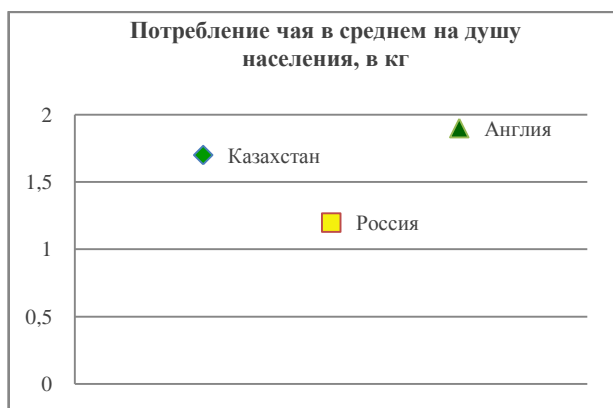 Потребление чая в среднем на душу
населения, в кг
2
Англия
Казахстан
1,5
Россия
1
0,5
0